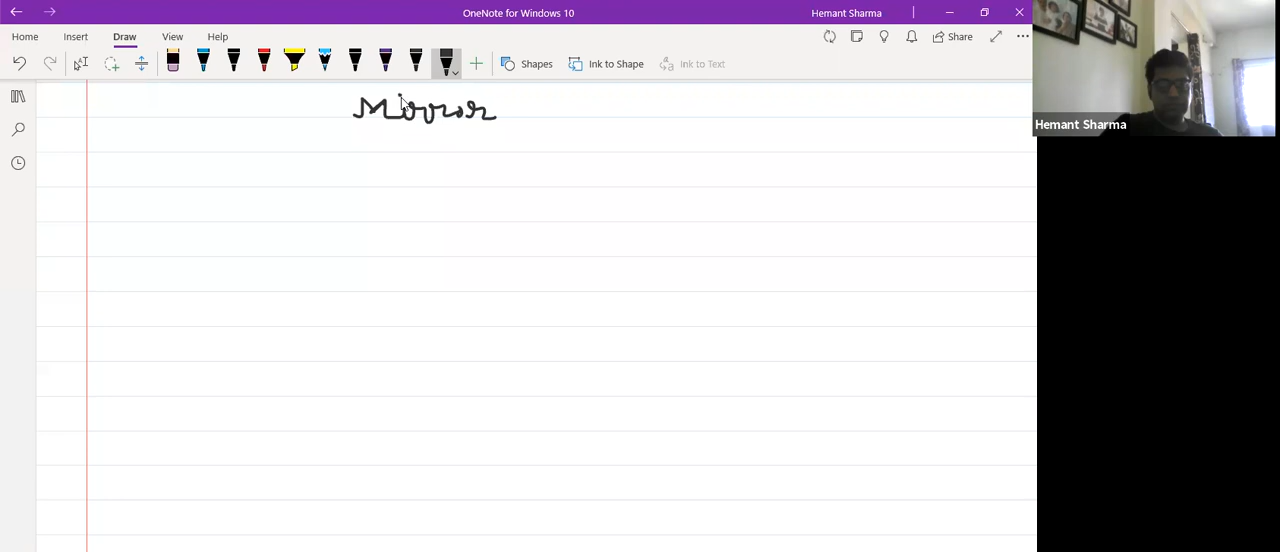 OneNote for Windows 10
Hemant Sharma
Home Insert Draw View Help
Share
Shapes Ink to Shape Ink to Text
Mirror
Hemant Sharma